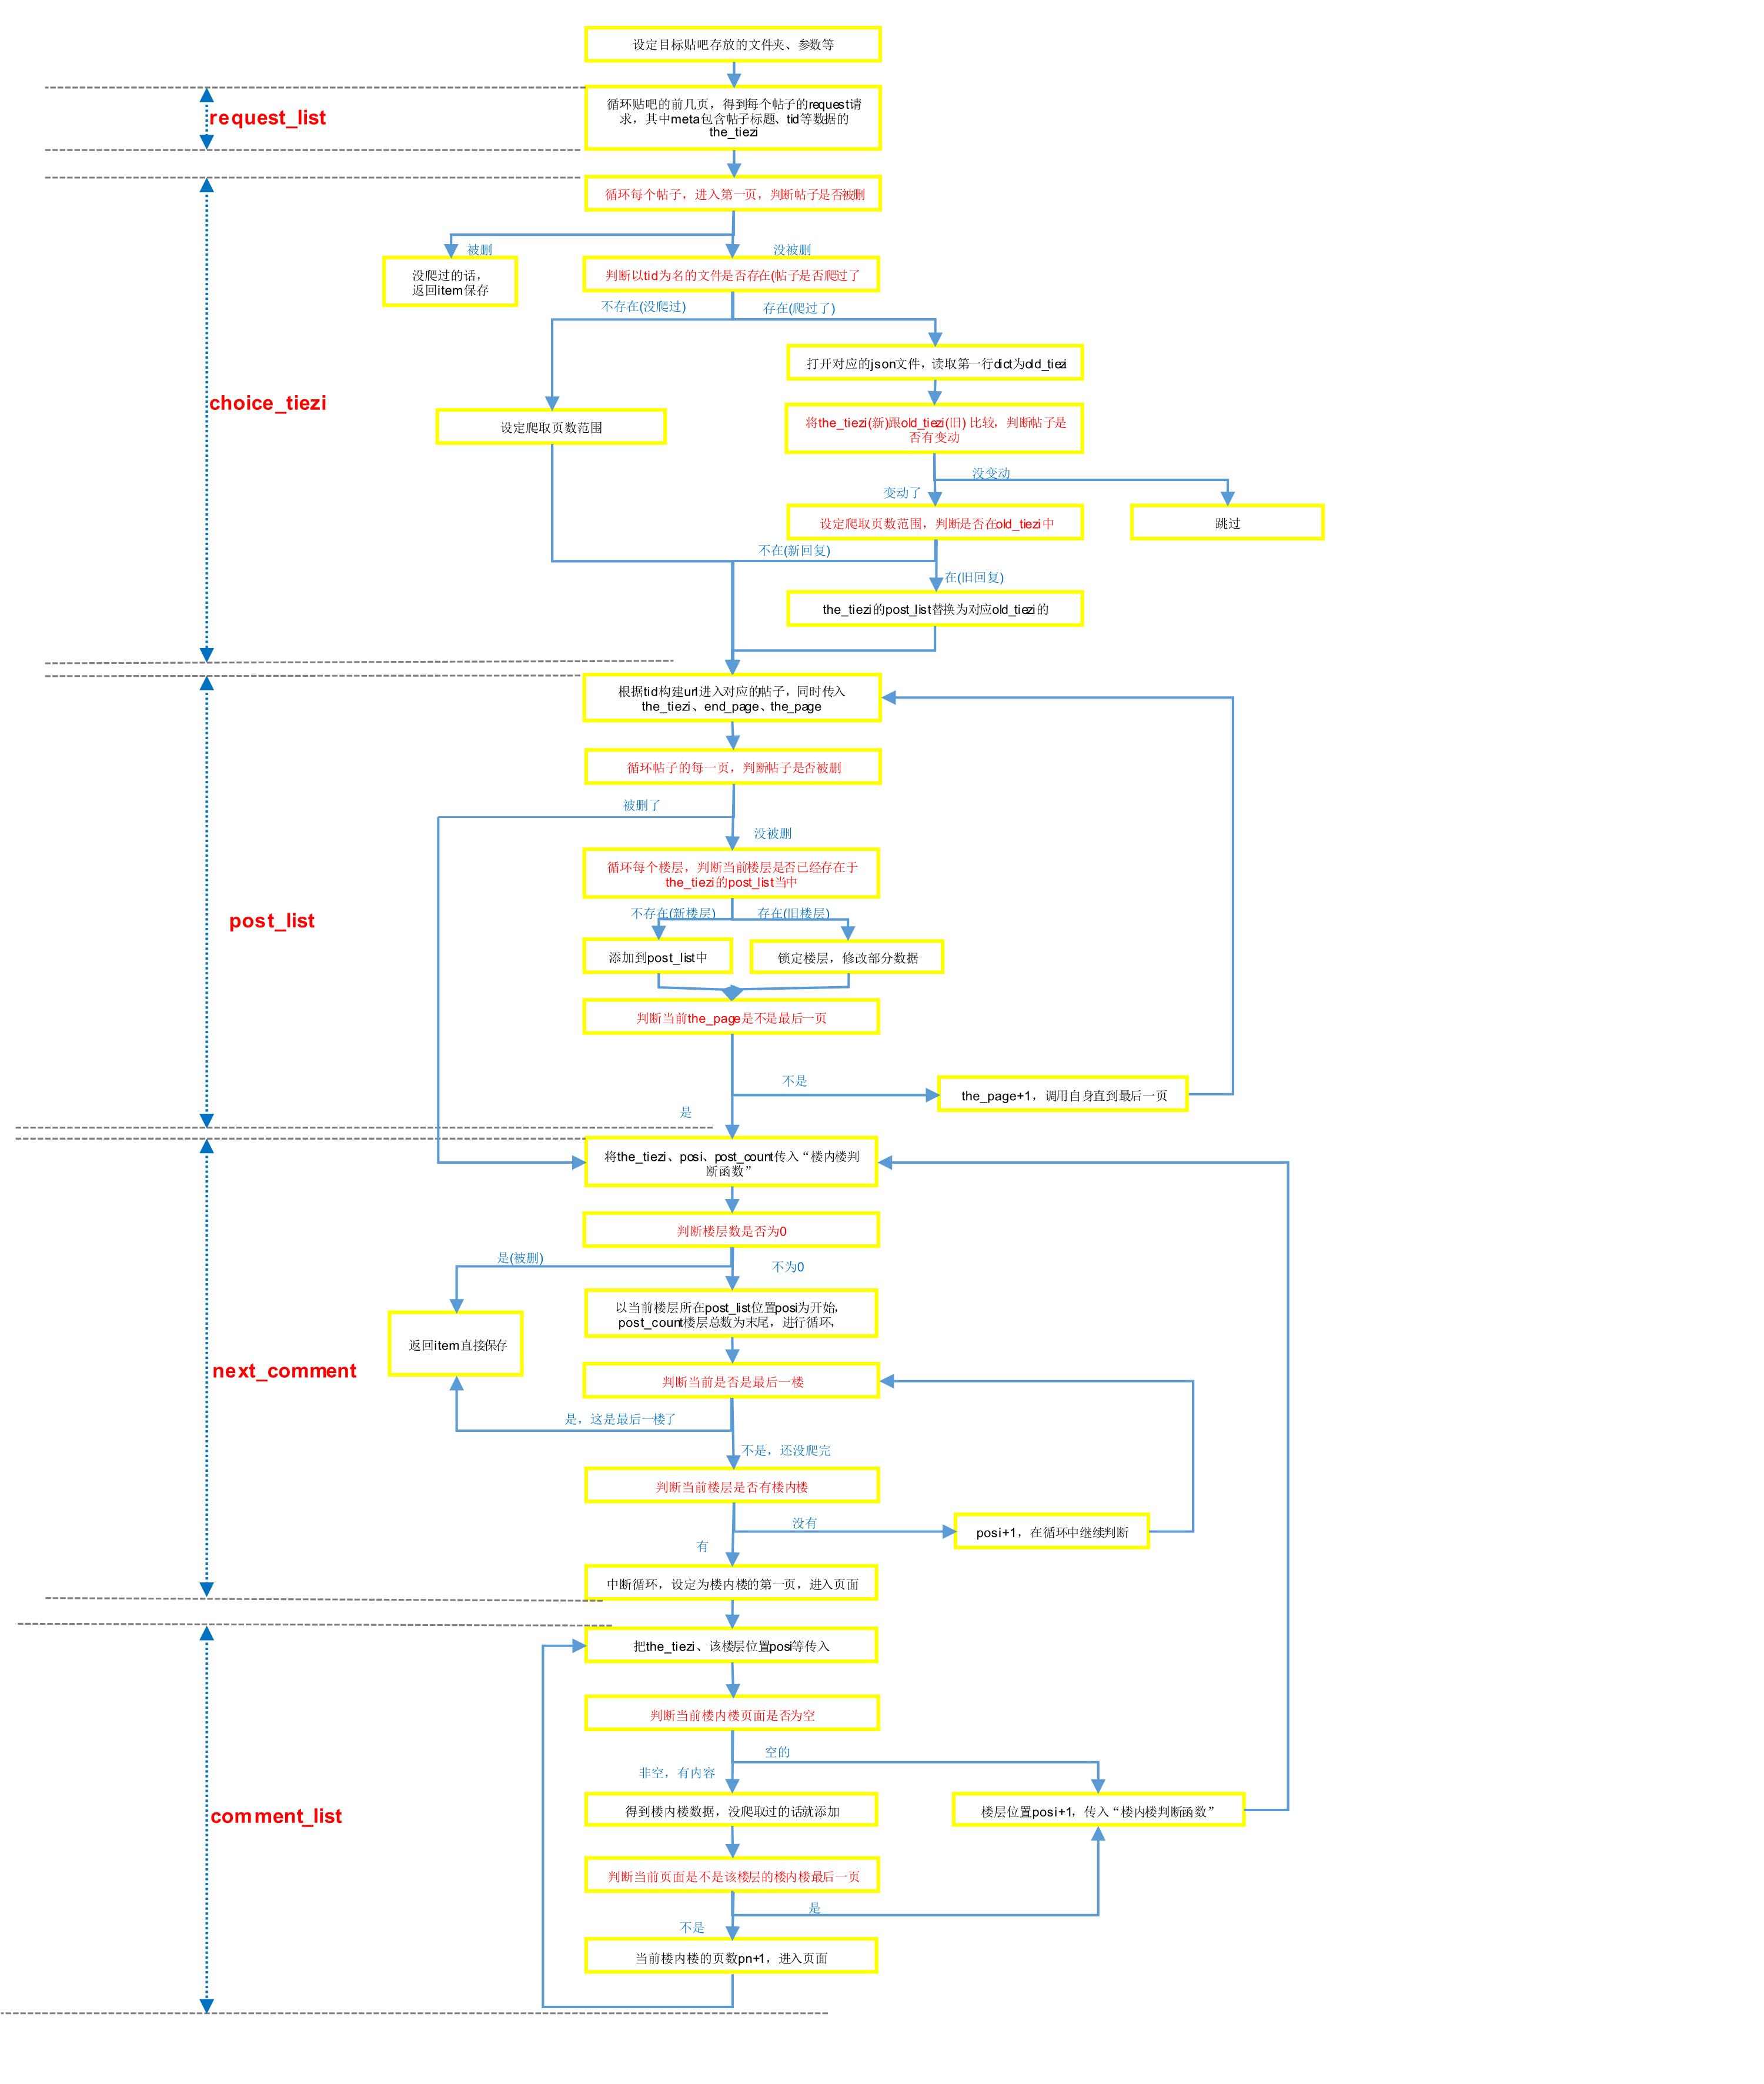 设定目标贴吧存放的文件夹、参数等
request_list
循环贴吧的前几页，得到每个帖子的request请
求，其中meta包含帖子标题、tid等数据的
the_tiezi
choice_tiezi
循环每个帖子，进入第一页，判断帖子是否被删
被删
没被删
没爬过的话，
返回item保存
判断以tid为名的文件是否存在(帖子是否爬过了
不存在(没爬过)
存在(爬过了)
打开对应的json文件，读取第一行dict为old_tiezi
设定爬取页数范围
将the_tiezi(新)跟old_tiezi(旧) 比较，判断帖子是
否有变动
没变动
变动了
设定爬取页数范围，判断是否在old_tiezi中
跳过
不在(新回复)
在(旧回复)
the_tiezi的post_list替换为对应old_tiezi的
post_list
根据tid构建url进入对应的帖子，同时传入
the_tiezi、end_page、the_page
循环帖子的每一页，判断帖子是否被删
被删了
没被删
循环每个楼层，判断当前楼层是否已经存在于
the_tiezi的post_list当中
不存在(新楼层)
存在(旧楼层)
添加到post_list中
锁定楼层，修改部分数据
判断当前the_page是不是最后一页
不是
the_page+1，调用自身直到最后一页
是
next_comment
将the_tiezi、posi、post_count传入“楼内楼判
断函数”
判断楼层数是否为0
是(被删)
不为0
以当前楼层所在post_list位置posi为开始，
post_count楼层总数为末尾，进行循环，
返回item直接保存
判断当前是否是最后一楼
是，这是最后一楼了
不是，还没爬完
判断当前楼层是否有楼内楼
没有
posi+1，在循环中继续判断
有
中断循环，设定为楼内楼的第一页，进入页面
comment_list
把the_tiezi、该楼层位置posi等传入
判断当前楼内楼页面是否为空
空的
非空，有内容
得到楼内楼数据，没爬取过的话就添加
楼层位置posi+1，传入“楼内楼判断函数”
判断当前页面是不是该楼层的楼内楼最后一页
是
不是
当前楼内楼的页数pn+1，进入页面